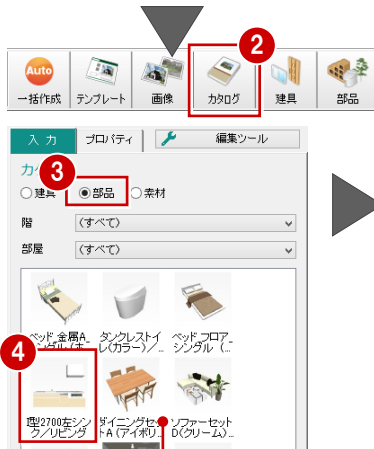 2
Auto
一括作成
テンプレート
画像
カタログ
建具
部品
入 力
プロパティ
編集ツール
3
カ
建具
部品
素材
階
(すべて)
部屋
(すべて)
ベッド_金属A_
シングル (ホ...
タンクレストイ
レ(カラー)/...
ベッド_フロア_
シングル (...
4
型2700左シン
ク/リビング
ダイニングセッ
トA (アイボリ...
ソファーセット
D(クリーム)...